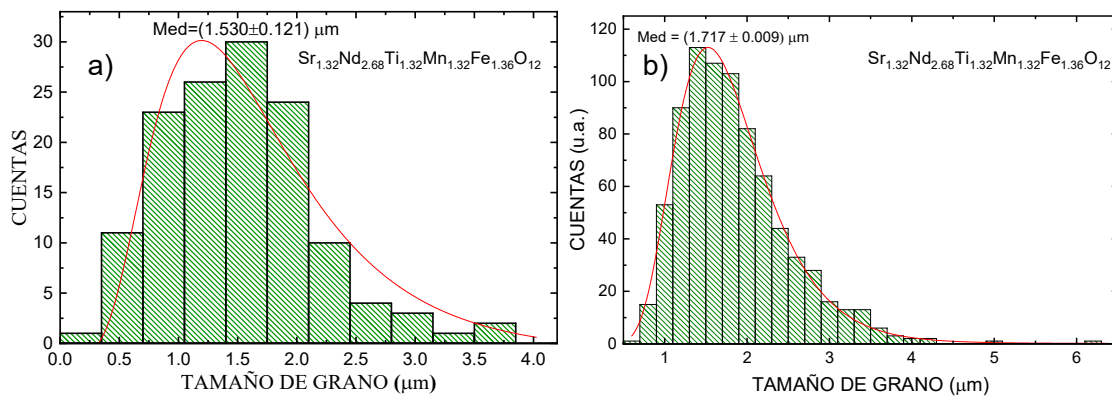 a)
Med=(1.530±0.121) μm
Sr1.32Nd2.68Ti1.32Mn1.32Fe1.36O12
CUENTAS
30
25
20
15
10
5
0
0.0 0.5 1.0 1.5 2.0 2.5 3.0 3.5 4.0
TAMAÑO DE GRANO (μm)
b)
Med = (1.717 ± 0.009) μm
Sr1.32Nd2.68Ti1.32Mn1.32Fe1.36O12
CUENTAS (u.a.)
120
100
80
60
40
20
0
1 2 3 4 5 6
TAMAÑO DE GRANO (μm)